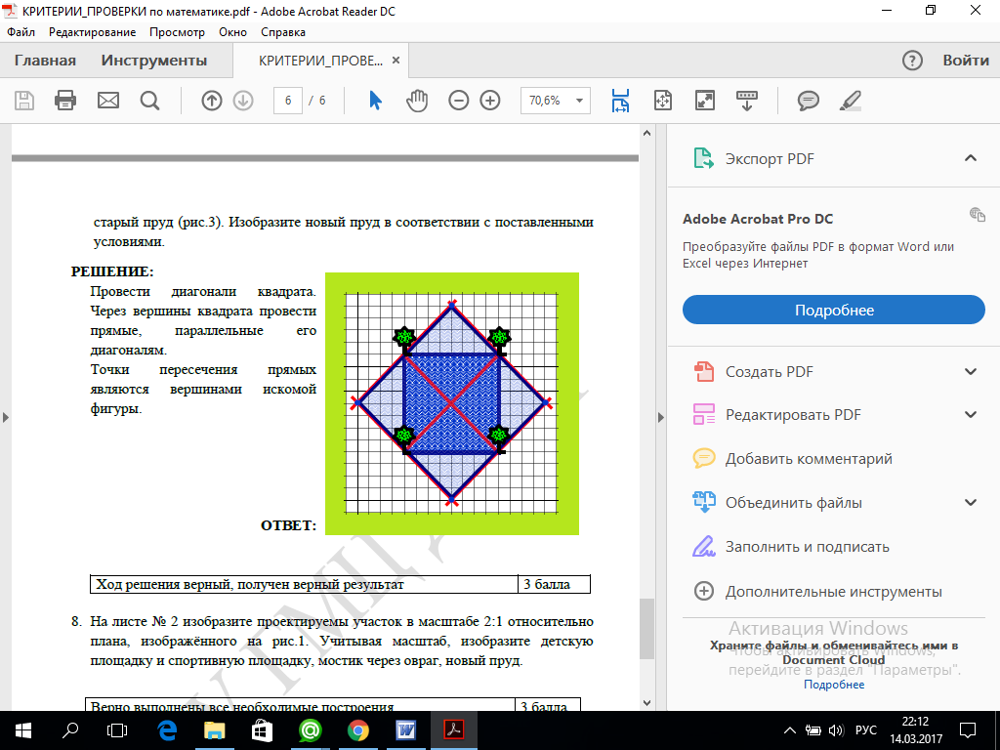 КРИТЕРИИ_ПРОВЕРКИ по математике.pdf - Adobe Acrobat Reader DC
Файл Редактирование Просмотр Окно Справка
Главная Инструменты КРИТЕРИИ_ПРОВЕ... × Войти
6 / 6 70,6%
старый пруд (рис.3). Изобразите новый пруд в соответствии с поставленными
условиями.
РЕШЕНИЕ:
Провести диагонали квадрата.
Через вершины квадрата провести
прямые, параллельные его
диагоналям.
Точки пересечения прямых
являются вершинами искомой
фигуры.
ОТВЕТ:
Ход решения верный, получен верный результат 3 балла
8. На листе № 2 изобразите проектируемы участок в масштабе 2:1 относительно
плана, изображённого на рис.1. Учитывая масштаб, изобразите детскую
площадку и спортивную площадку, мостик через овраг, новый пруд.
Верно выполнены все необходимые построения 3 балла
Экспорт PDF
Adobe Acrobat Pro DC
Преобразуйте файлы PDF в формат Word или
Excel через Интернет
Подробнее
Создать PDF
Редактировать PDF
Добавить комментарий
Объединить файлы
Заполнить и подписать
Дополнительные инструменты
Активация Windows
Чтобы активировать Windows,
перейдите в раздел "Параметры".
Храните файлы и обменивайтесь ими в
Document Cloud
Подробнее
РУС 22:12
14.03.2017